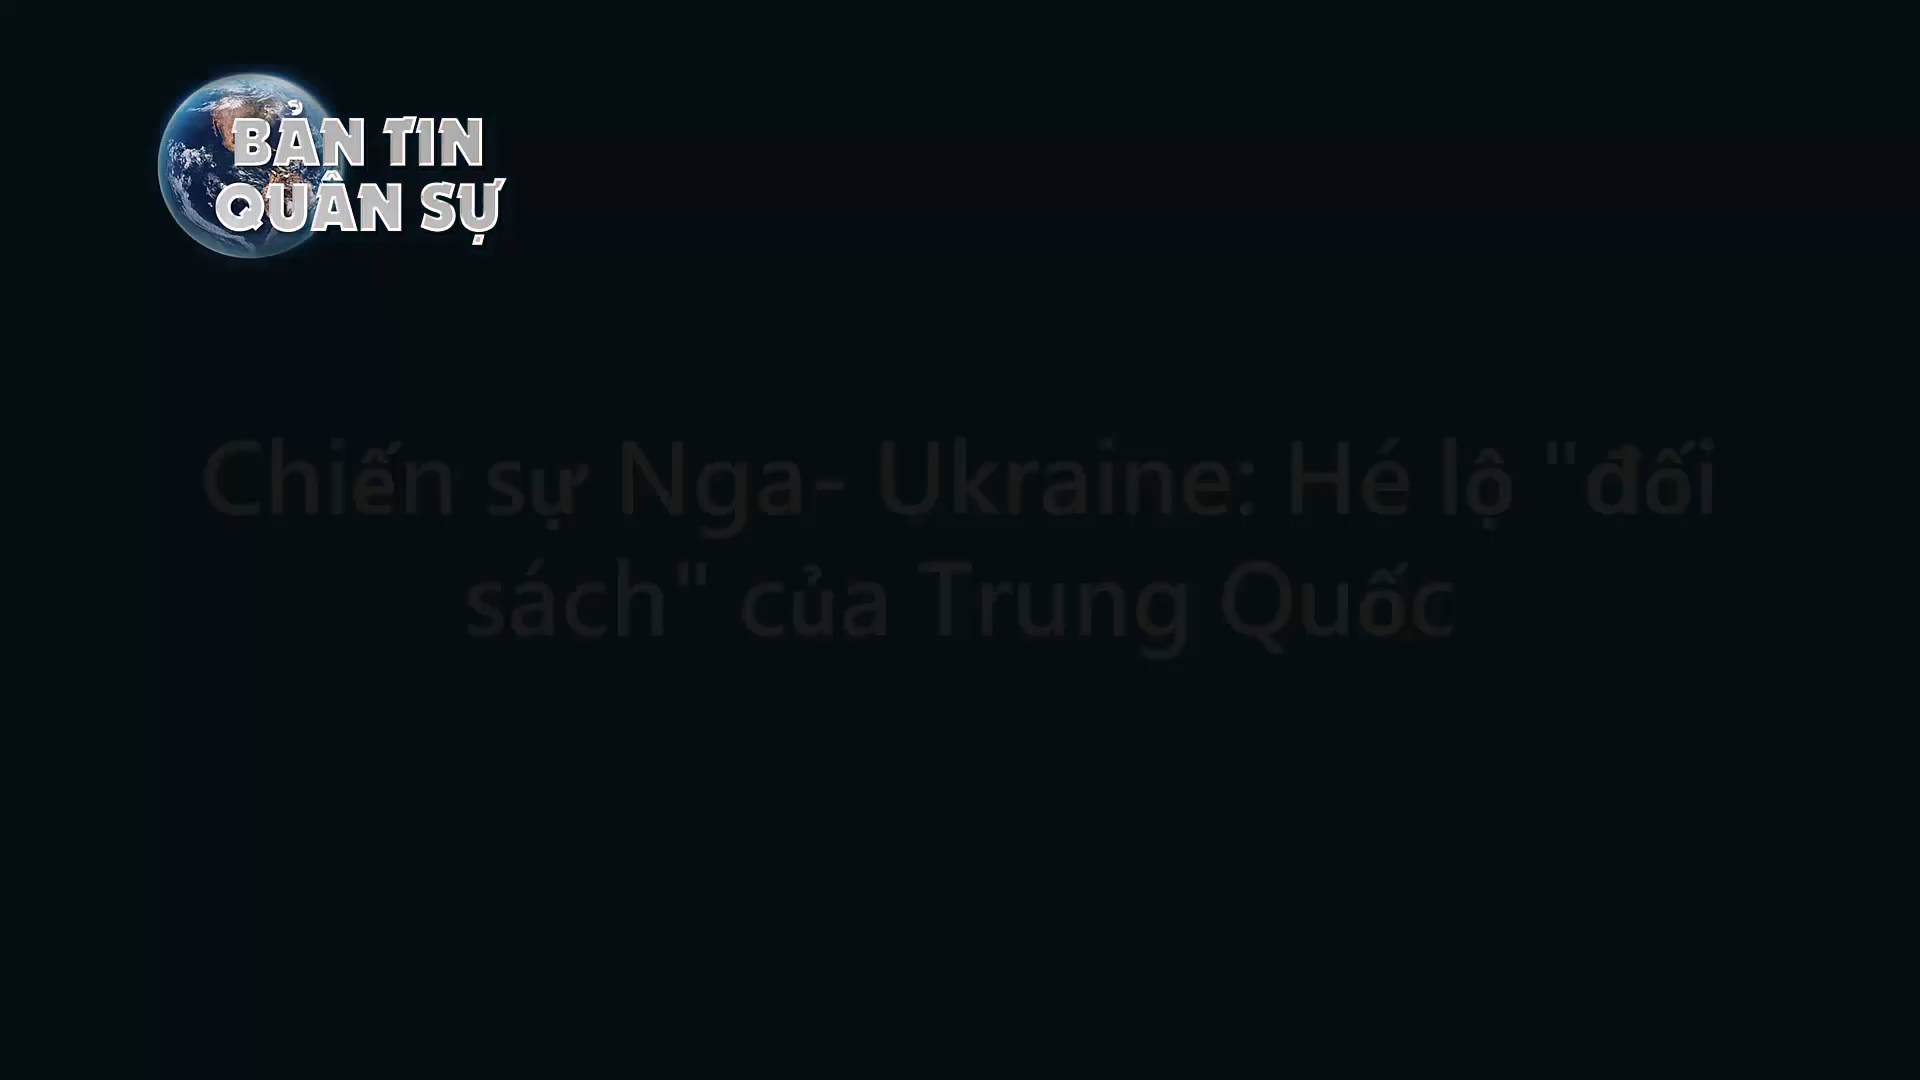 BẢN TIN
QUÂN SỰ
Chiến sự Nga- Ukraine: Hé lộ "đối
sách" của Trung Quốc